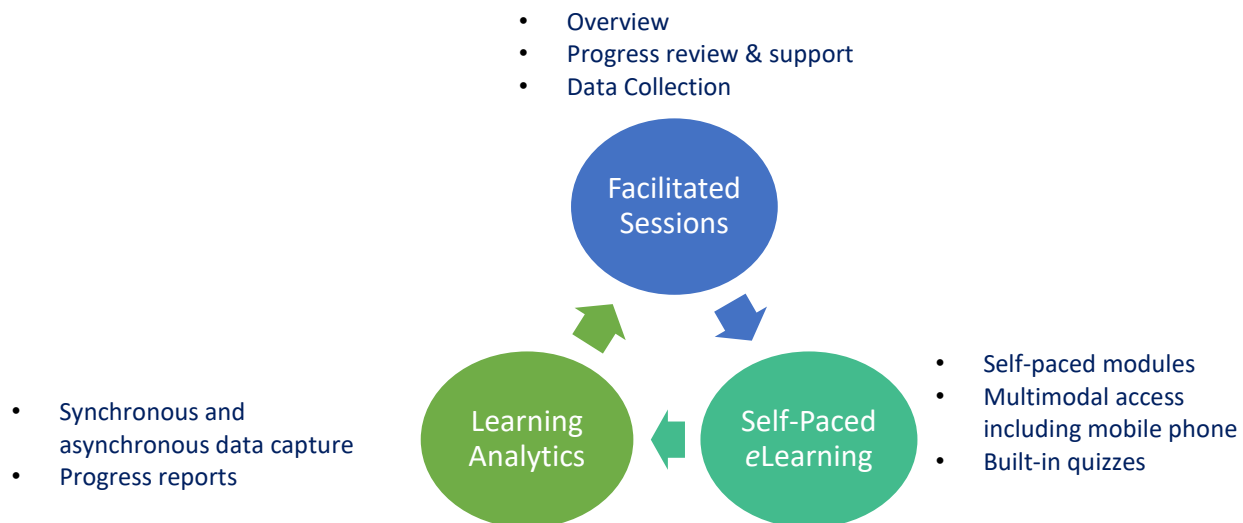 • Overview
• Progress review & support
• Data Collection
Facilitated
Sessions
• Self-paced modules
• Multimodal access
including mobile phone
• Built-in quizzes
Self-Paced
eLearning
Learning
Analytics
• Synchronous and
asynchronous data capture
• Progress reports